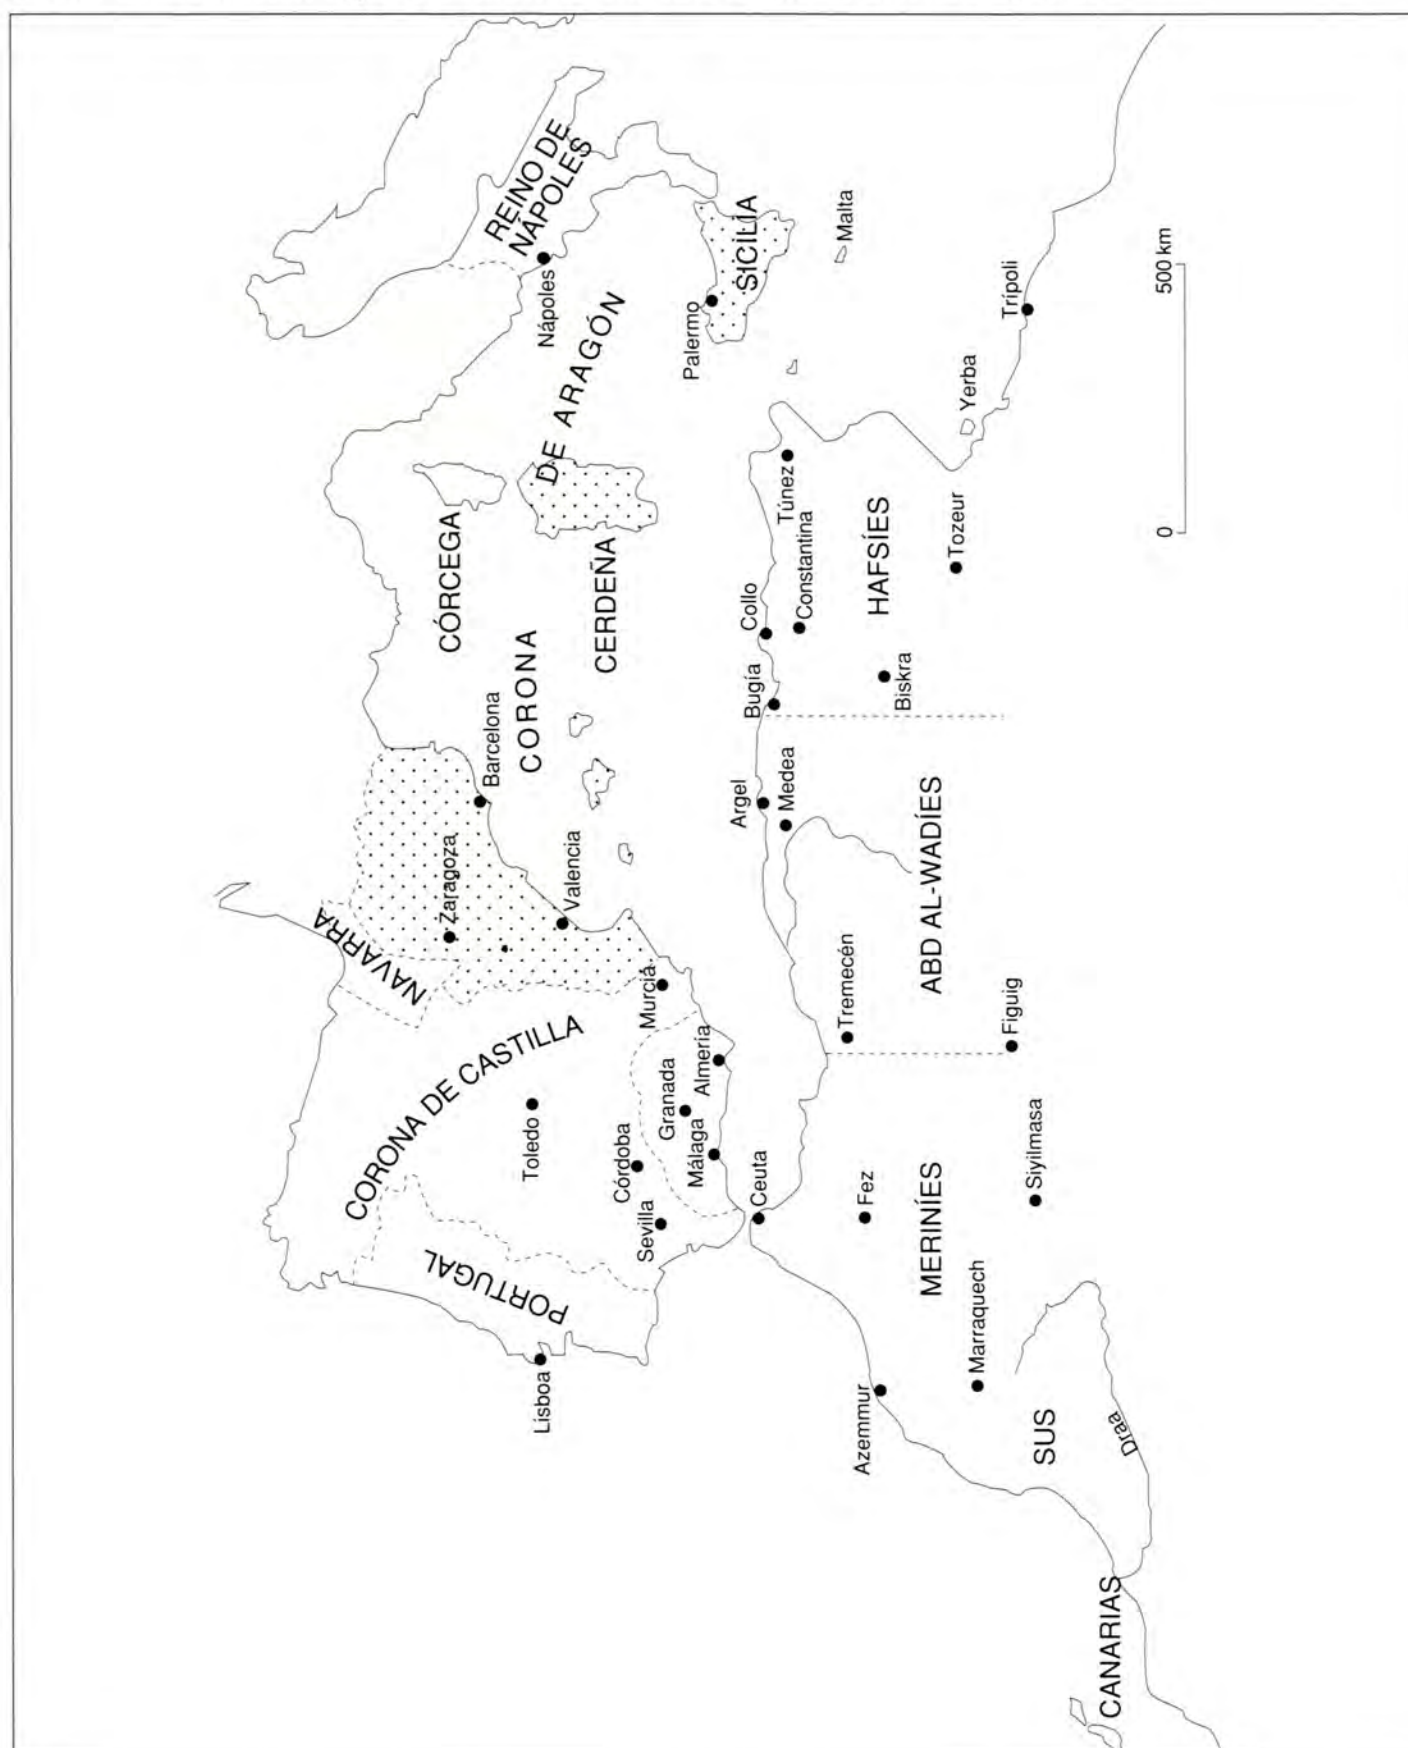 REINO DE
NÁPOLES
Nápoles
CÓRCEGA
CORONA
DE ARAGÓN
CERDEÑA
Palermo
SICILIA
Malta
NAVARRA
Zaragoza
Barcelona
Valencia
CORONA DE CASTILLA
Toledo
Murcia
PORTUGAL
Lisboa
Córdoba
Sevilla
Granada
Málaga
Almería
Ceuta
Argel
Medea
Bugía
Collo
Constantina
Túnez
HAFSÍES
Biskra
Tozeur
Yerba
Trípoli
Tremecén
ABD AL-WADÍES
Figuig
Fez
MERINÍES
Siyilmasa
Azemmur
Marraquech
SUS
Draa
CANARIAS
0
500 km